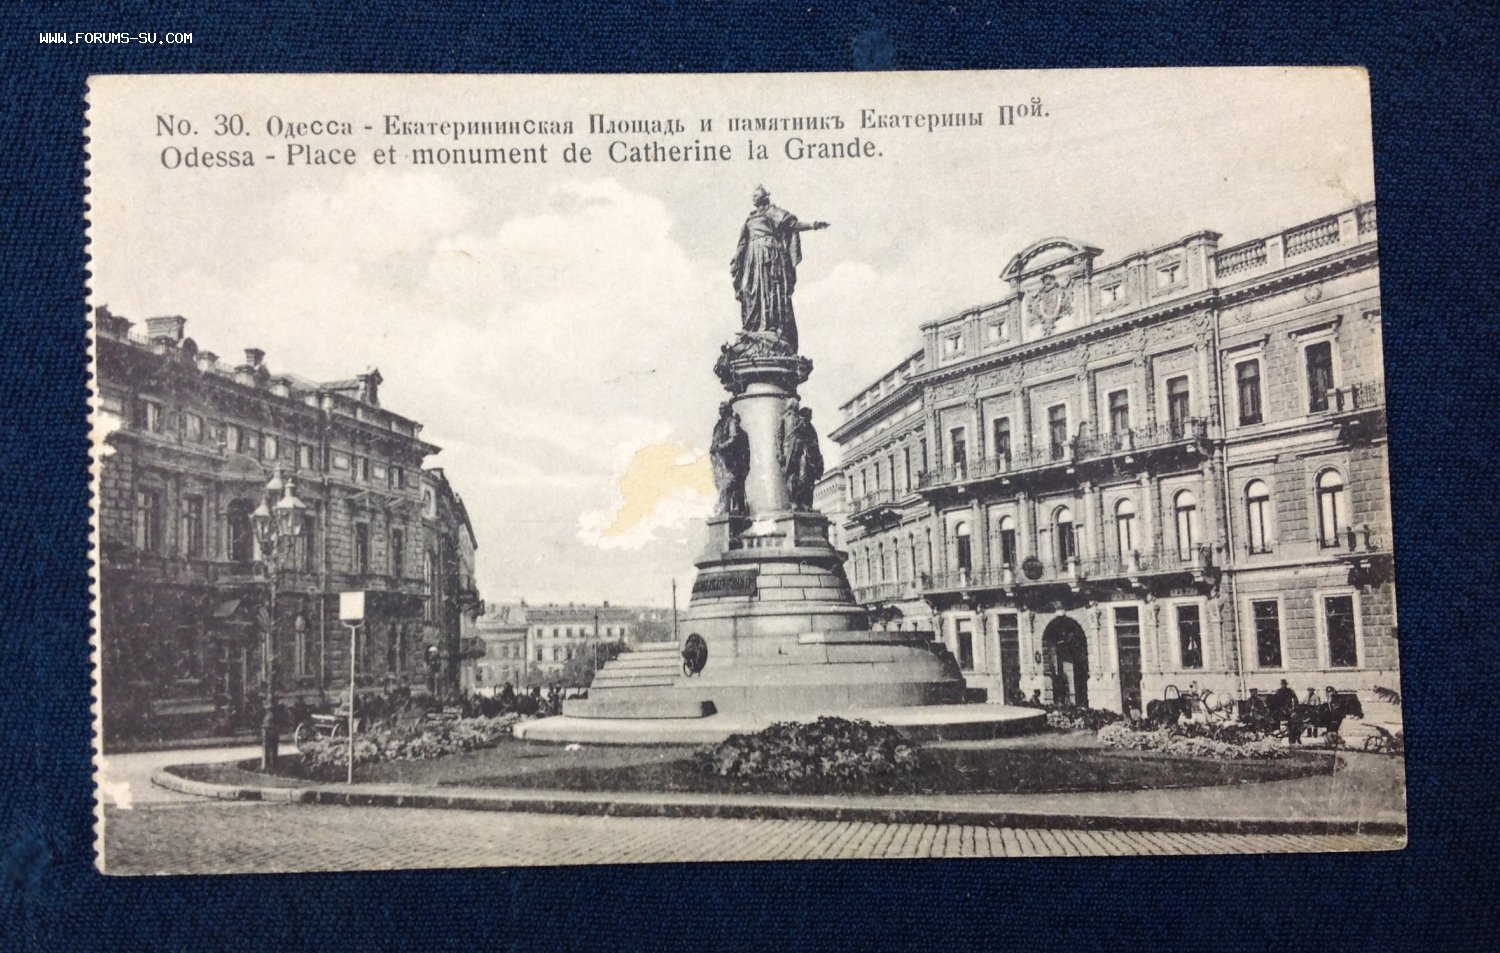 WWW.FORUMS-SU.COM
No. 30. Одесса - Екатерининская Площадь и памятникъ Екатерины Пой.
Odessa - Place et monument de Catherine la Grande.